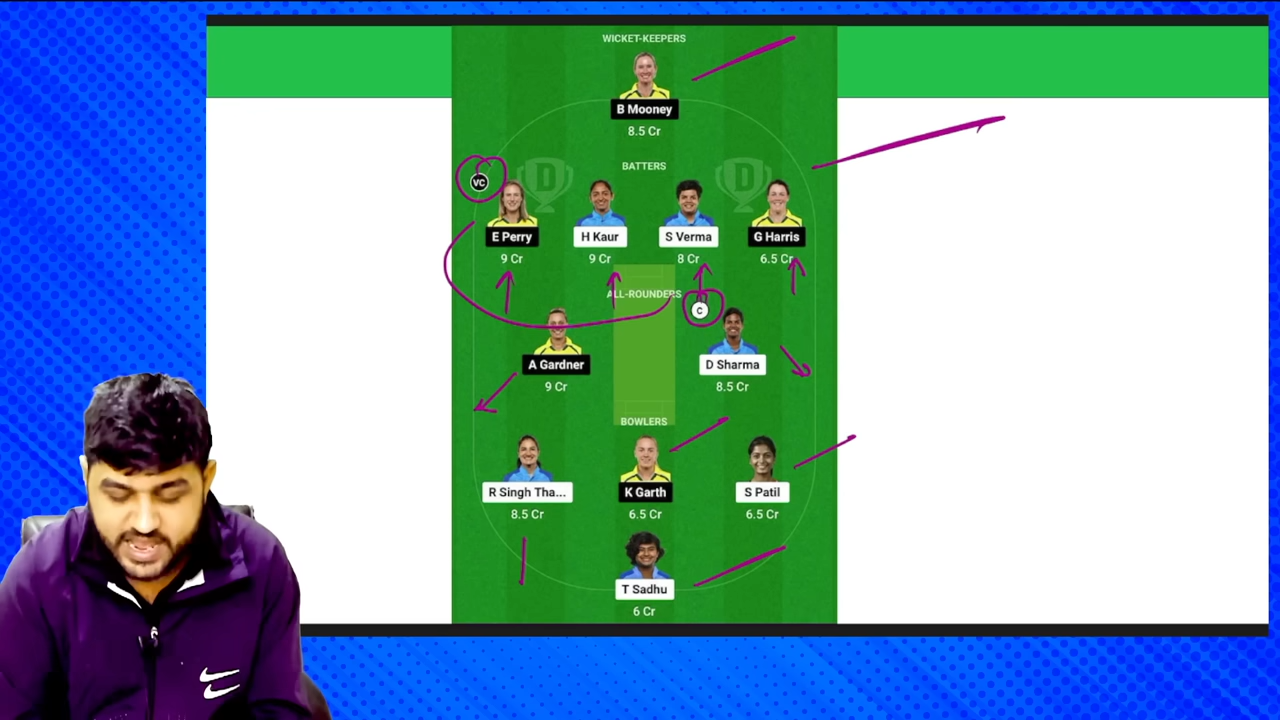 WICKET-KEEPERS
B Mooney
8.5 Cr
BATTERS
VC
D
D
E Perry
H Kaur
S Verma
G Harris
9 Cr
9 Cr
8 Cr
6.5 Cr
ALL-ROUNDERS
C
A Gardner
D Sharma
9 Cr
8.5 Cr
BOWLERS
R Singh Tha...
K Garth
S Patil
8.5 Cr
6.5 Cr
6.5 Cr
T Sadhu
6 Cr